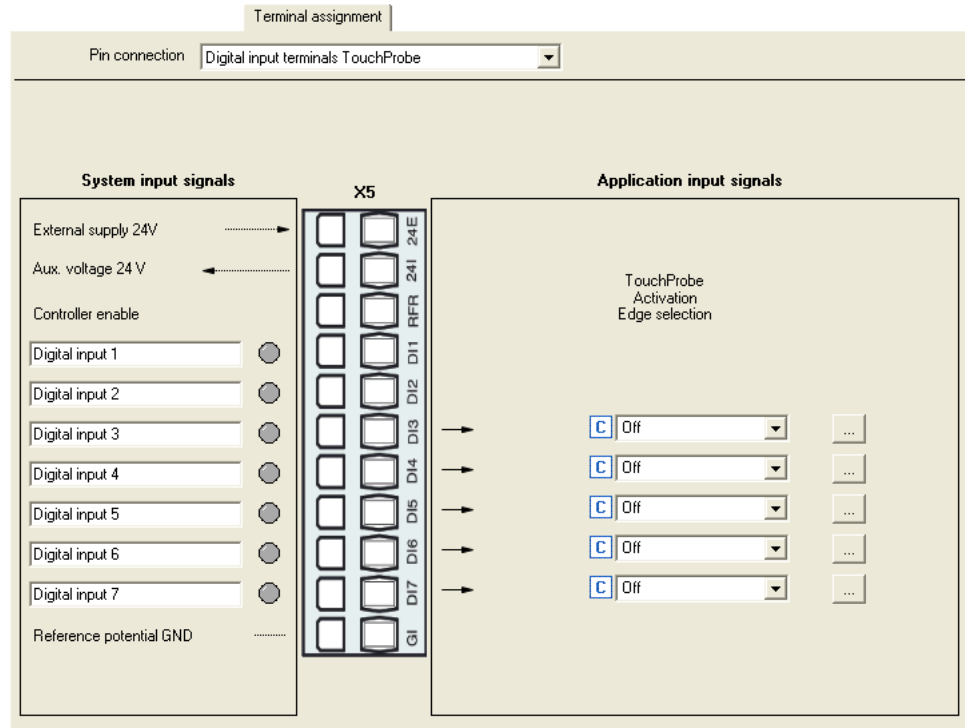 Terminal assignment
Pin connection Digital input terminals TouchProbe
System input signals
X5
Application input signals
External supply 24V 24E
Aux. voltage 24 V 24I
TouchProbe
Activation
Edge selection
Controller enable RFR
Digital input 1 DI1
Digital input 2 DI2
Digital input 3 DI3 C Off ...
Digital input 4 DI4 C Off ...
Digital input 5 DI5 C Off ...
Digital input 6 DI6 C Off ...
Digital input 7 DI7 C Off ...
Reference potential GND GI